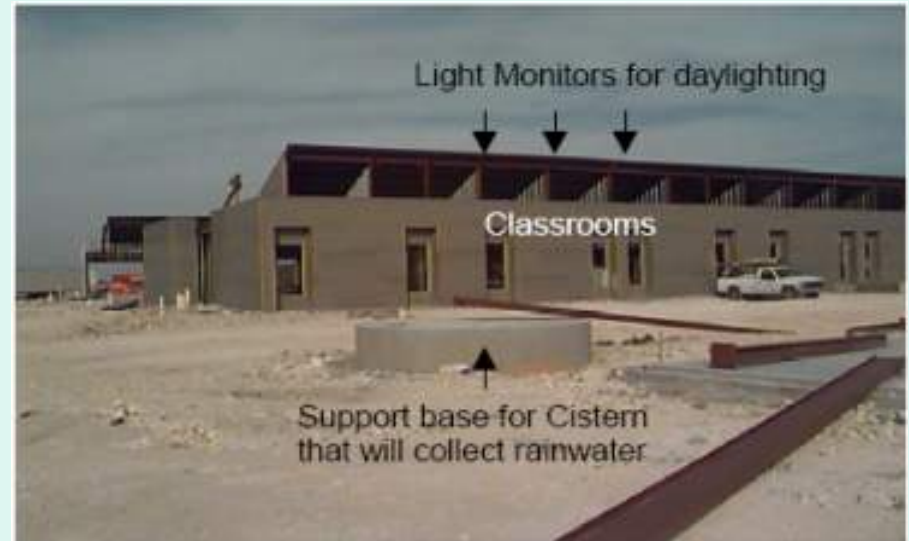 Light Monitors for daylighting
Classrooms
Support base for Cistern
that will collect rainwater